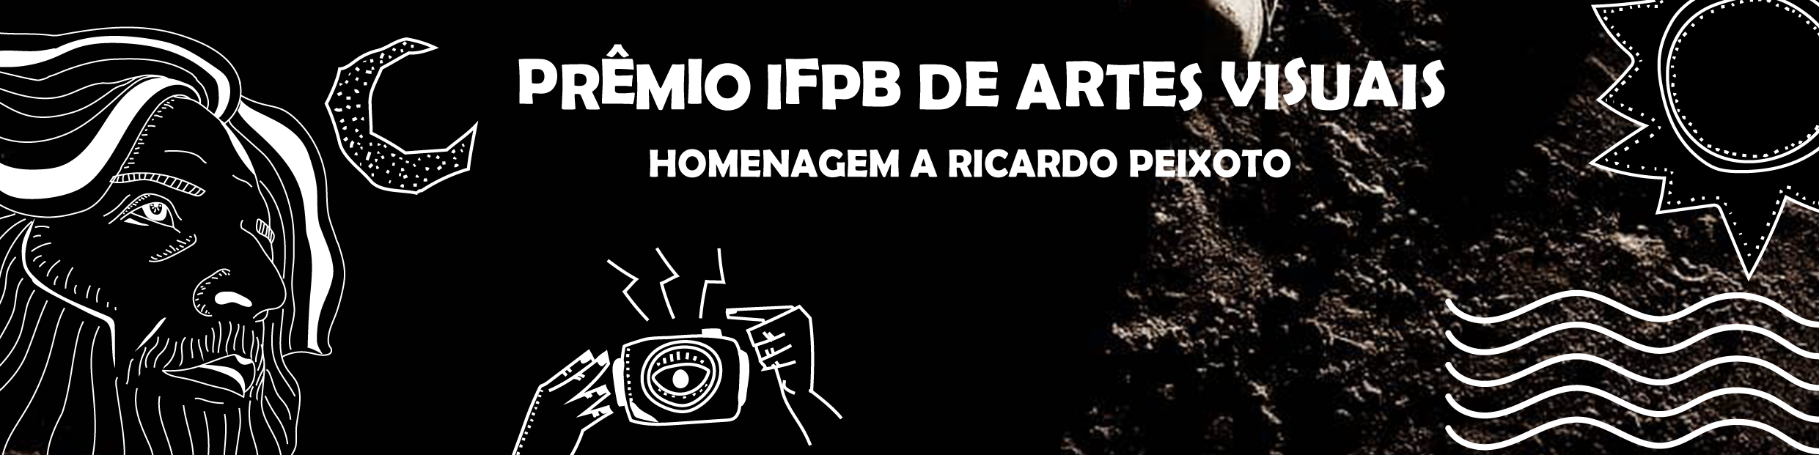 PRÊMIO IFPB DE ARTES VISUAIS
HOMENAGEM A RICARDO PEIXOTO